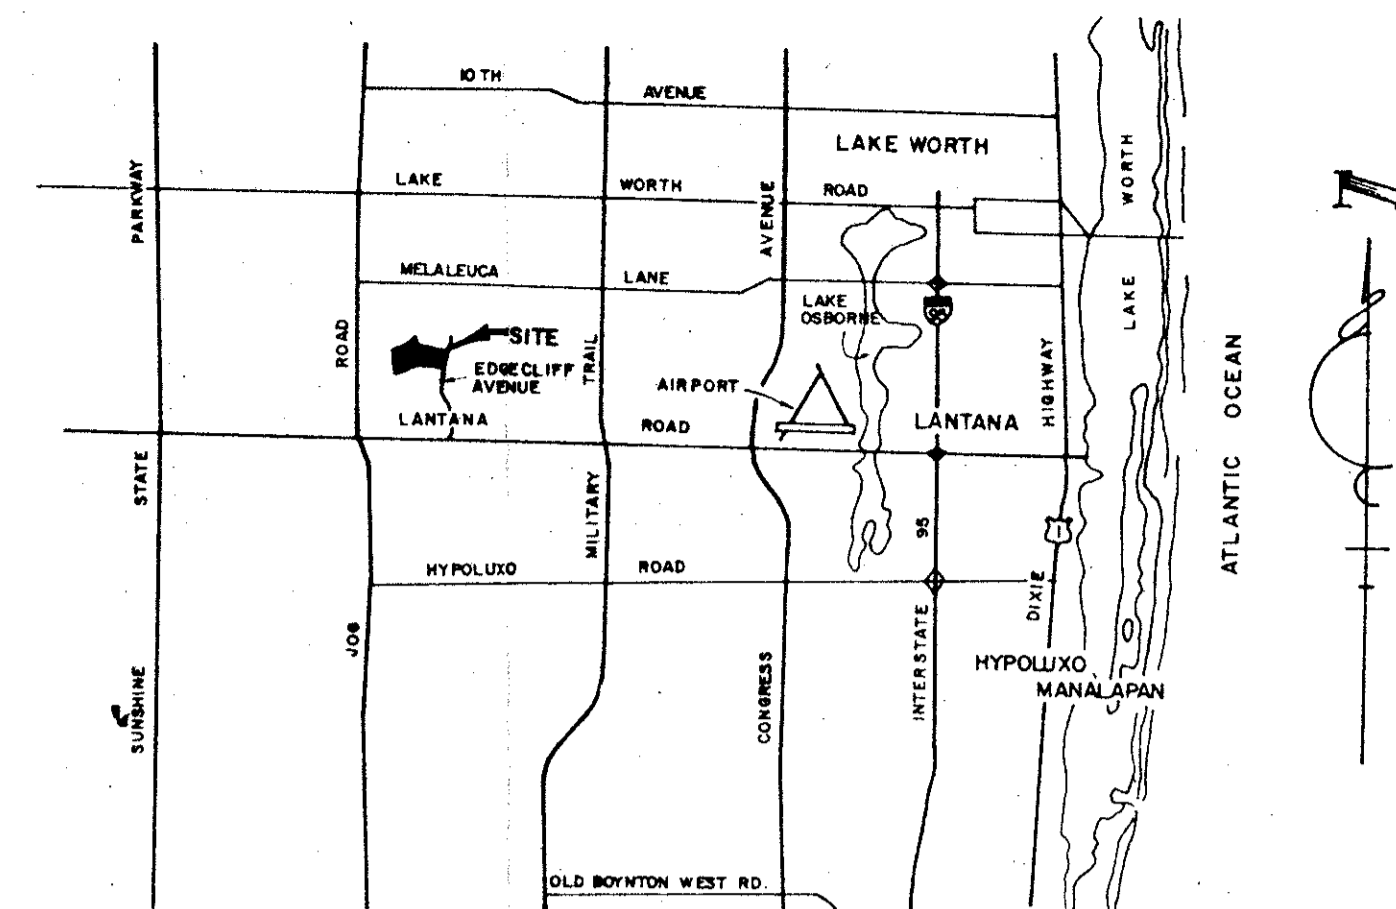 10TH
AVENUE
LAKE WORTH
LAKE
WORTH
ROAD
PARKWAY
AVENUE
LAKE WORTH
MELALEUCA
LANE
LAKE
OSBORNE
95
SITE
ROAD
TRAIL
EDGECLIFF
AVENUE
AIRPORT
HIGHWAY
ATLANTIC OCEAN
LANTANA
ROAD
LANTANA
STATE
MILITARY
95
1
HYPOLUXO
ROAD
DIXIE
JOG
INTERSTATE
HYPOLUXO
MANALAPAN
SUNSHINE
CONGRESS
OLD BOYNTON WEST RD.